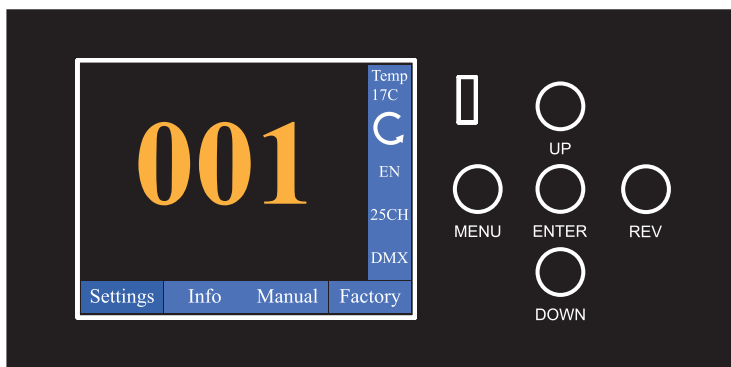 001
Temp
17C
EN
25CH
DMX
Settings Info Manual Factory
UP
MENU ENTER REV
DOWN